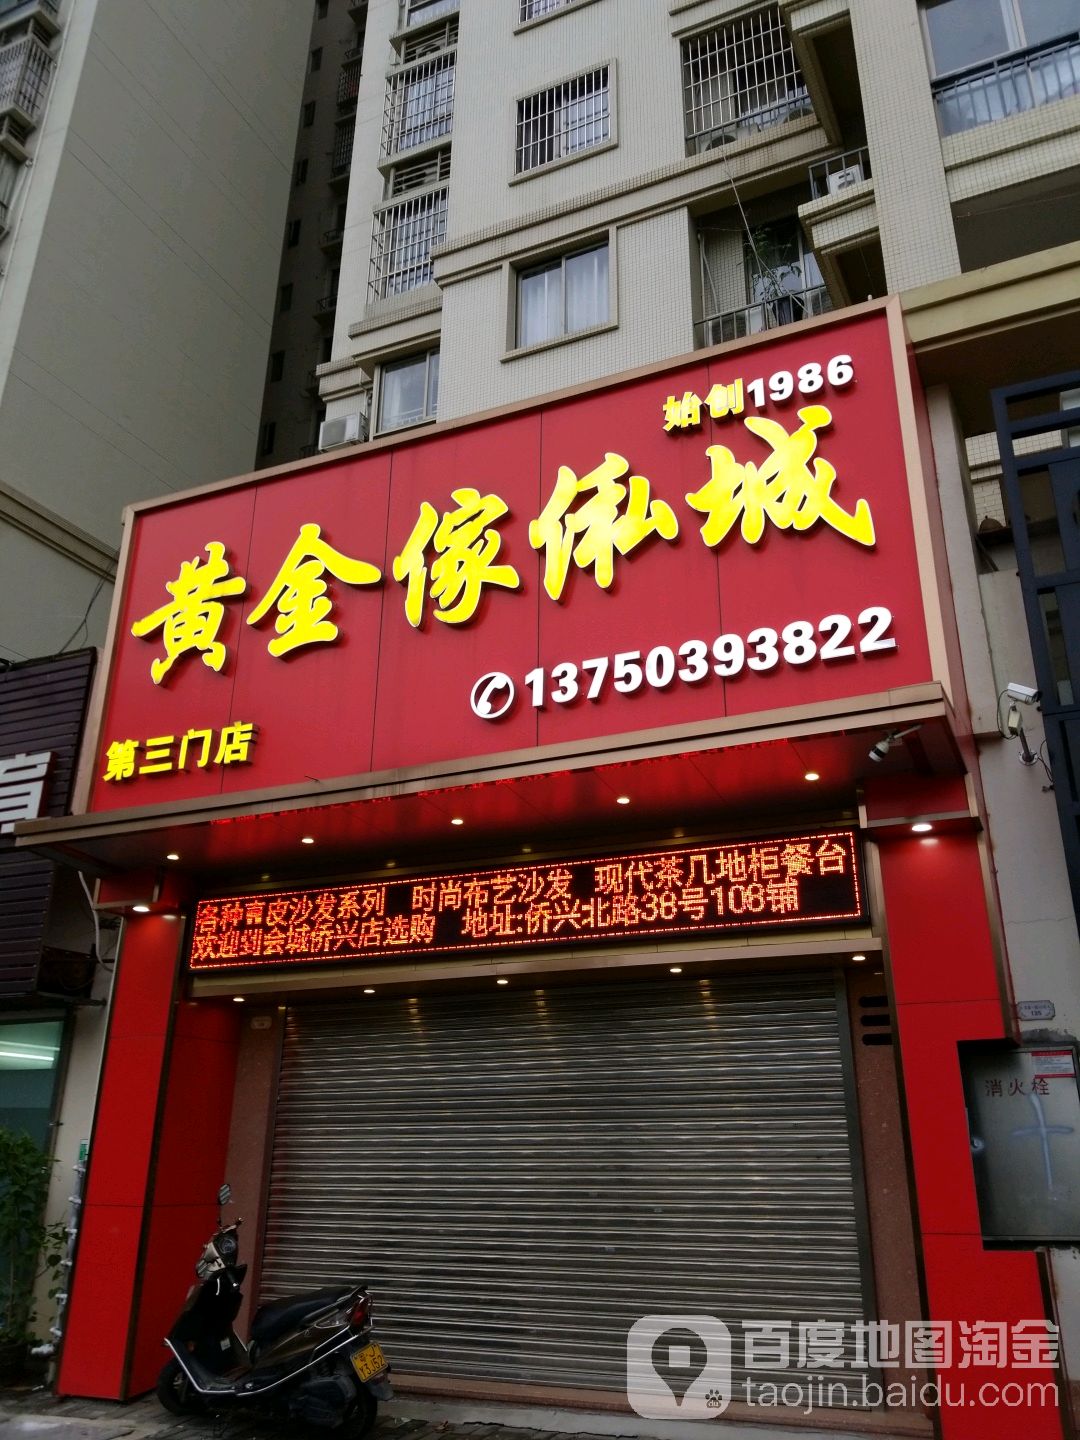 始创1986
黄金傢俬城
✆13750393822
第三门店
各种真皮沙发系列 时尚布艺沙发 现代茶几地柜餐台
欢迎到会城侨兴店选购 地址:侨兴北路38号108铺
消火栓
135
百度地图淘金
taojin.baidu.com